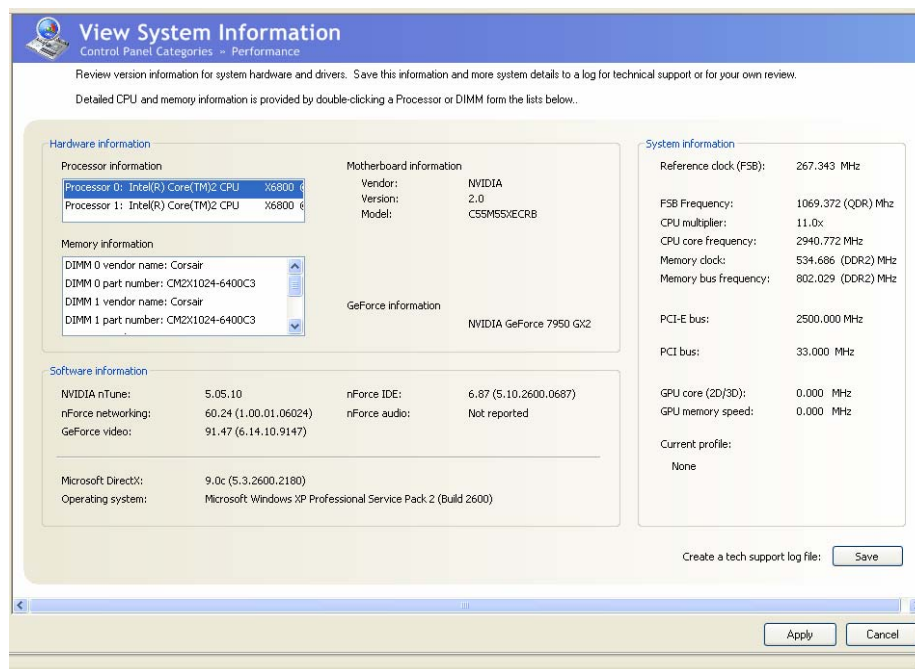 View System Information
Control Panel Categories » Performance
Review version information for system hardware and drivers. Save this information and more system details to a log for technical support or for your own review.
Detailed CPU and memory information is provided by double-clicking a Processor or DIMM form the lists below..
Hardware information
Processor information
Processor 0: Intel(R) Core(TM)2 CPU X6800
Processor 1: Intel(R) Core(TM)2 CPU X6800
Memory information
DIMM 0 vendor name: Corsair
DIMM 0 part number: CM2X1024-6400C3
DIMM 1 vendor name: Corsair
DIMM 1 part number: CM2X1024-6400C3
Motherboard information
Vendor: NVIDIA
Version: 2.0
Model: C55M55XECRB
GeForce information
NVIDIA GeForce 7950 GX2
Software information
NVIDIA nTune: 5.05.10
nForce networking: 60.24 (1.00.01.06024)
GeForce video: 91.47 (6.14.10.9147)
nForce IDE: 6.87 (5.10.2600.0687)
nForce audio: Not reported
Microsoft DirectX: 9.0c (5.3.2600.2180)
Operating system: Microsoft Windows XP Professional Service Pack 2 (Build 2600)
System information
Reference clock (FSB): 267.343 MHz
FSB Frequency: 1069.372 (QDR) Mhz
CPU multiplier: 11.0x
CPU core frequency: 2940.772 MHz
Memory clock: 534.686 (DDR2) MHz
Memory bus frequency: 802.029 (DDR2) MHz
PCI-E bus: 2500.000 MHz
PCI bus: 33.000 MHz
GPU core (2D/3D): 0.000 MHz
GPU memory speed: 0.000 MHz
Current profile:
None
Create a tech support log file: Save
Apply Cancel